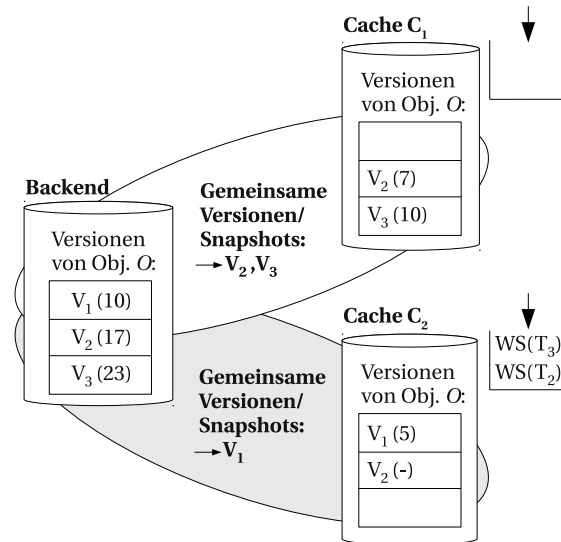 Cache C₁
Versionen
von Obj. O:
V₂ (7)
V₃ (10)
Backend
Versionen
von Obj. O:
V₁ (10)
V₂ (17)
V₃ (23)
Gemeinsame
Versionen/
Snapshots:
→ V₂ ,V₃
Cache C₂
Versionen
von Obj. O:
V₁ (5)
V₂ (-)
WS(T₃)
WS(T₂)
Gemeinsame
Versionen/
Snapshots:
→ V₁